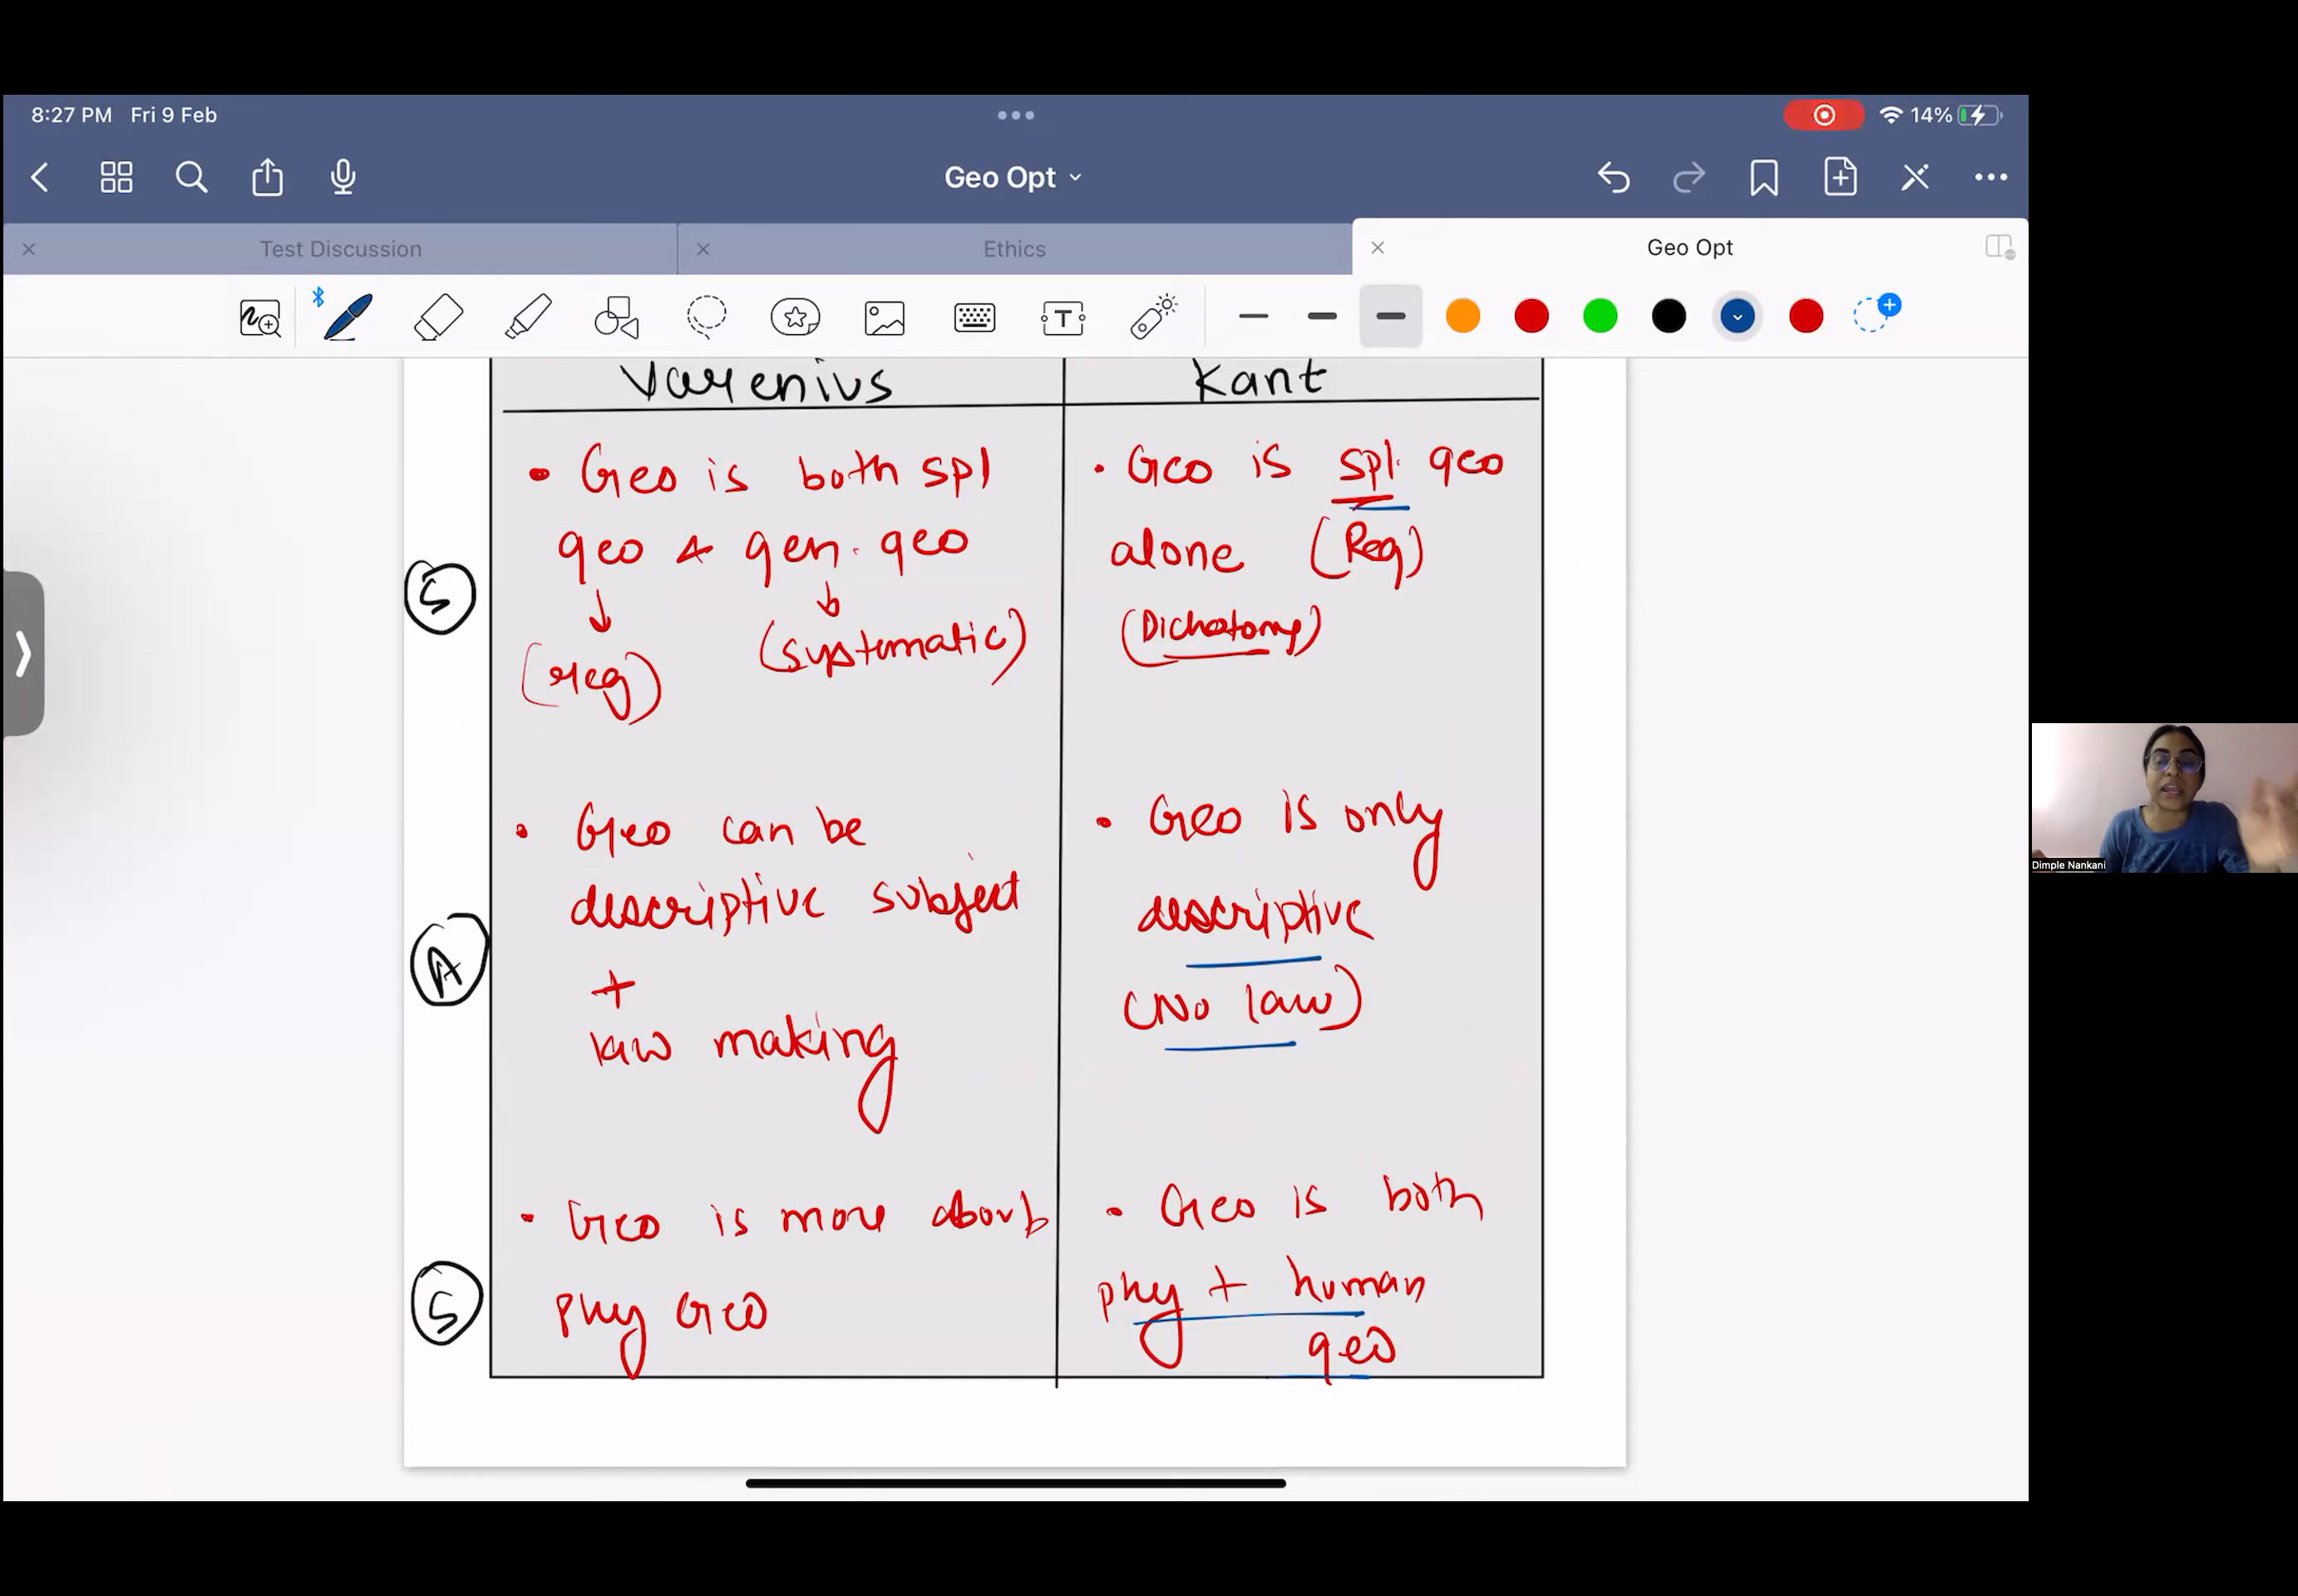 8:27 PM Fri 9 Feb
14%
Geo Opt
Test Discussion
Ethics
Geo Opt
T
Varenius
Kant
• Geo is both spl
geo & gen. geo
(reg)
(systematic)
• Geo is spl. geo
alone (Reg)
(Dichotomy)
S
• Geo can be
descriptive subject
+
law making
• Geo is only
descriptive
(No law)
A
• Geo is more about
phy Geo
• Geo is both
phy + human
geo
S
Dimple Nankani